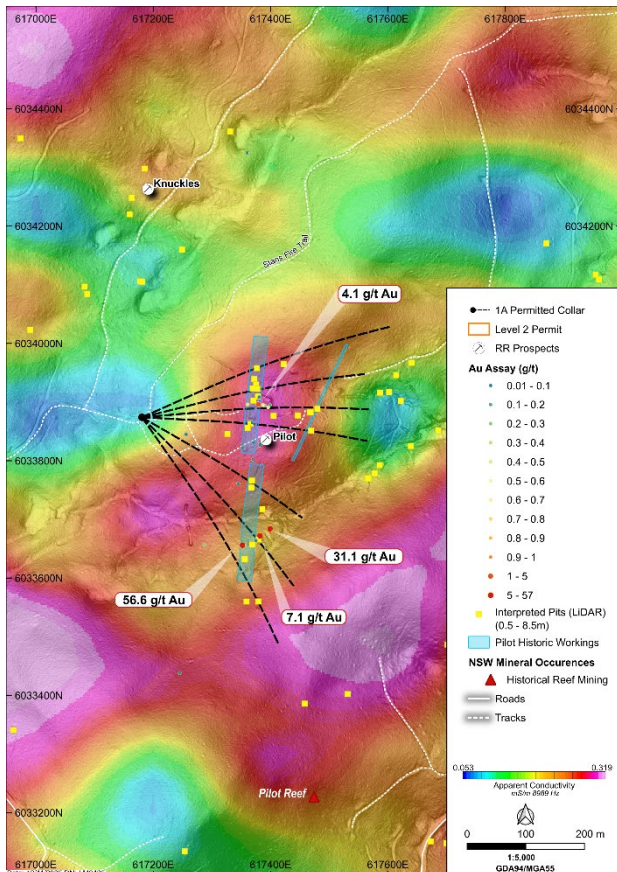 617000E
617200E
617400E
617600E
617800E
6034400N
6034400N
Knuckles
6034200N
6034200N
Slans Fire Trail
4.1 g/t Au
6034000N
Pilot
6033800N
31.1 g/t Au
6033600N
56.6 g/t Au
7.1 g/t Au
6033400N
Pilot Reef
6033200N
617000E
617200E
617400E
617600E
1A Permitted Collar
Level 2 Permit
RR Prospects
Au Assay (g/t)
0.01 - 0.1
0.1 - 0.2
0.2 - 0.3
0.3 - 0.4
0.4 - 0.5
0.5 - 0.6
0.6 - 0.7
0.7 - 0.8
0.8 - 0.9
0.9 - 1
1 - 5
5 - 57
Interpreted Pits (LiDAR)
(0.5 - 8.5m)
Pilot Historic Workings
NSW Mineral Occurences
Historical Reef Mining
Roads
Tracks
0.053
0.319
Apparent Conductivity
mS/m 8989 Hz
0
100
200 m
1:5,000
GDA94/MGA55